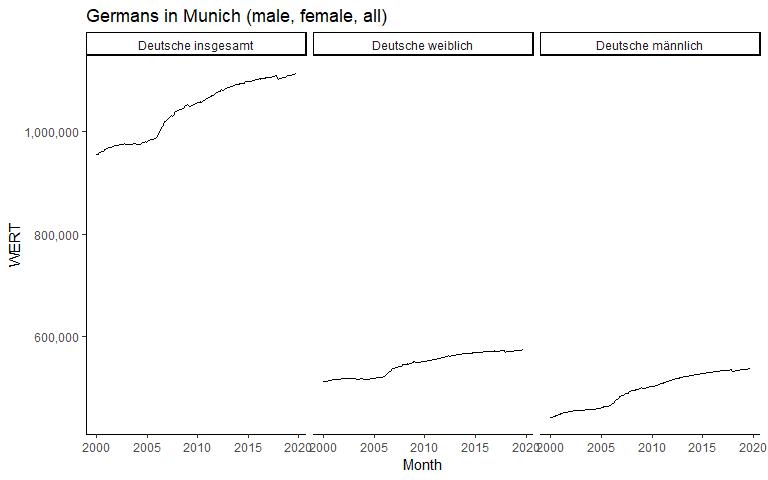 Germans in Munich (male, female, all)
Deutsche insgesamt Deutsche weiblich Deutsche männlich
1,000,000
800,000
600,000
WERT
2000 2005 2010 2015 2020 2000 2005 2010 2015 2020 2000 2005 2010 2015 2020
Month